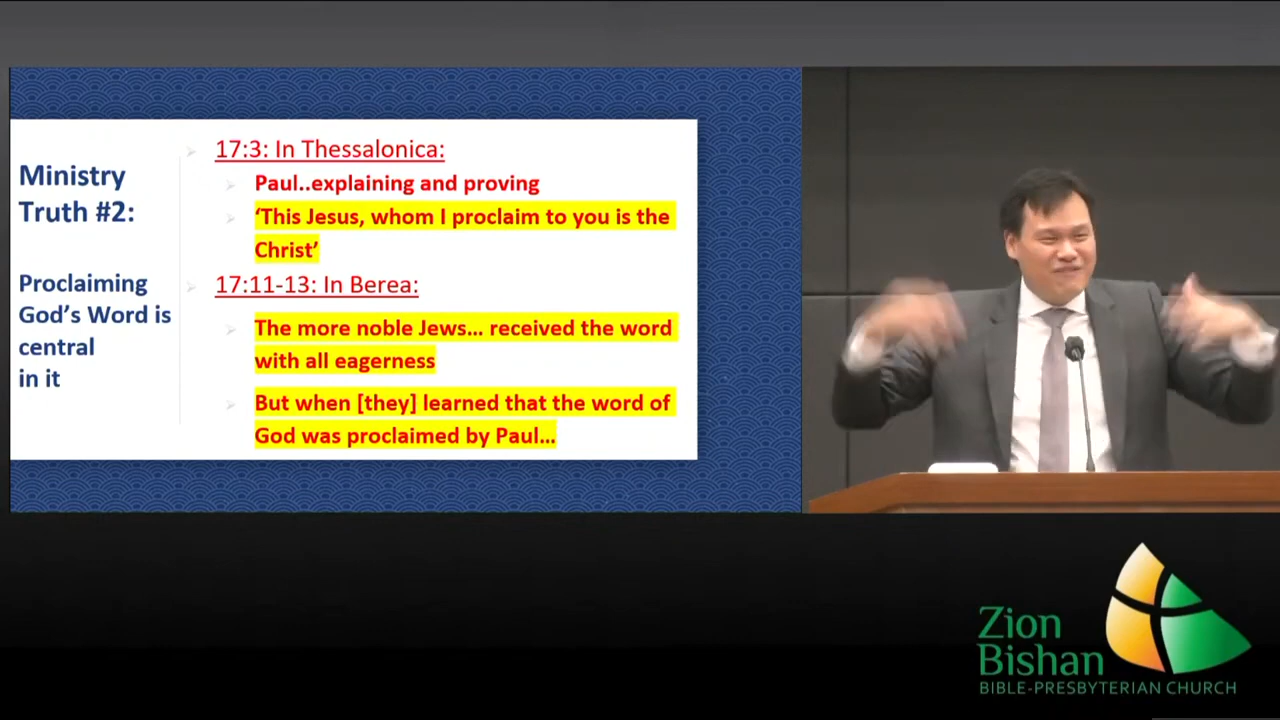 Ministry
Truth #2:
Proclaiming
God's Word is
central
in it
17:3: In Thessalonica:
Paul..explaining and proving
‘This Jesus, whom I proclaim to you is the
Christ’
17:11-13: In Berea:
The more noble Jews... received the word
with all eagerness
But when [they] learned that the word of
God was proclaimed by Paul...
Zion
Bishan
BIBLE-PRESBYTERIAN CHURCH